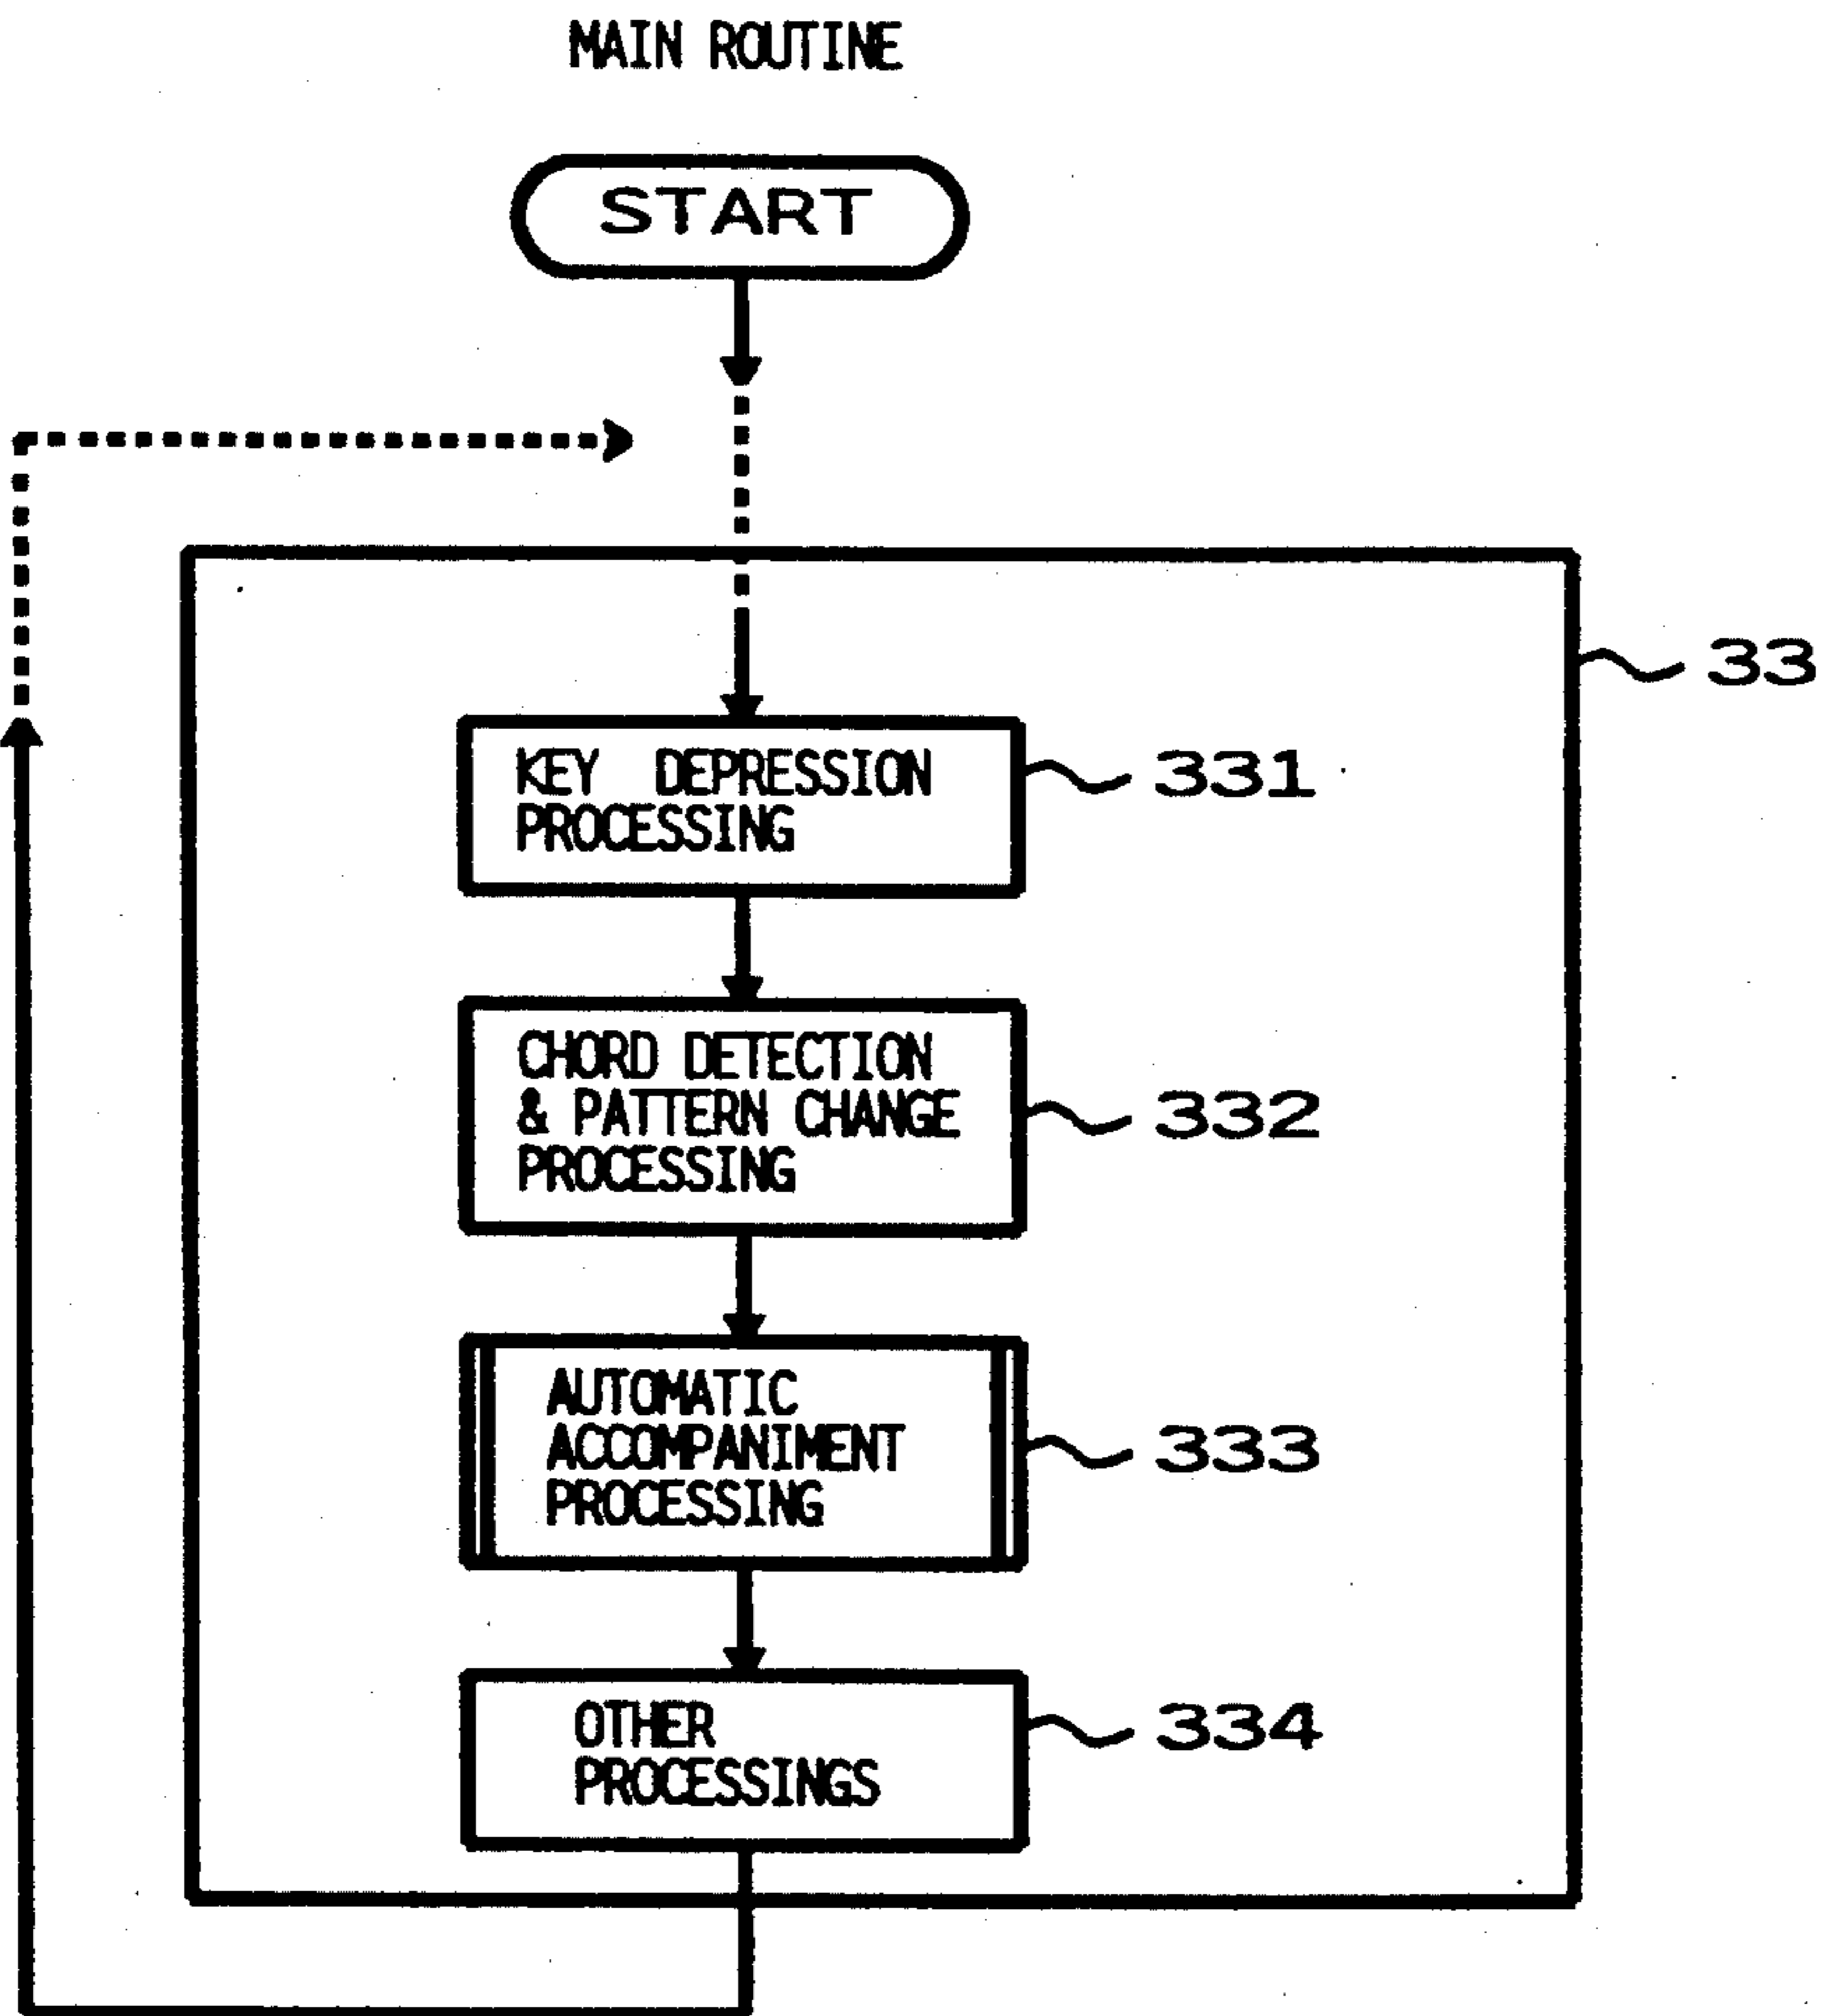 MAIN ROUTINE
START
33
KEY DEPRESSION
PROCESSING
331
CHORD DETECTION
& PATTERN CHANGE
PROCESSING
332
AUTOMATIC
ACCOMPANIMENT
PROCESSING
333
OTHER
PROCESSINGS
334